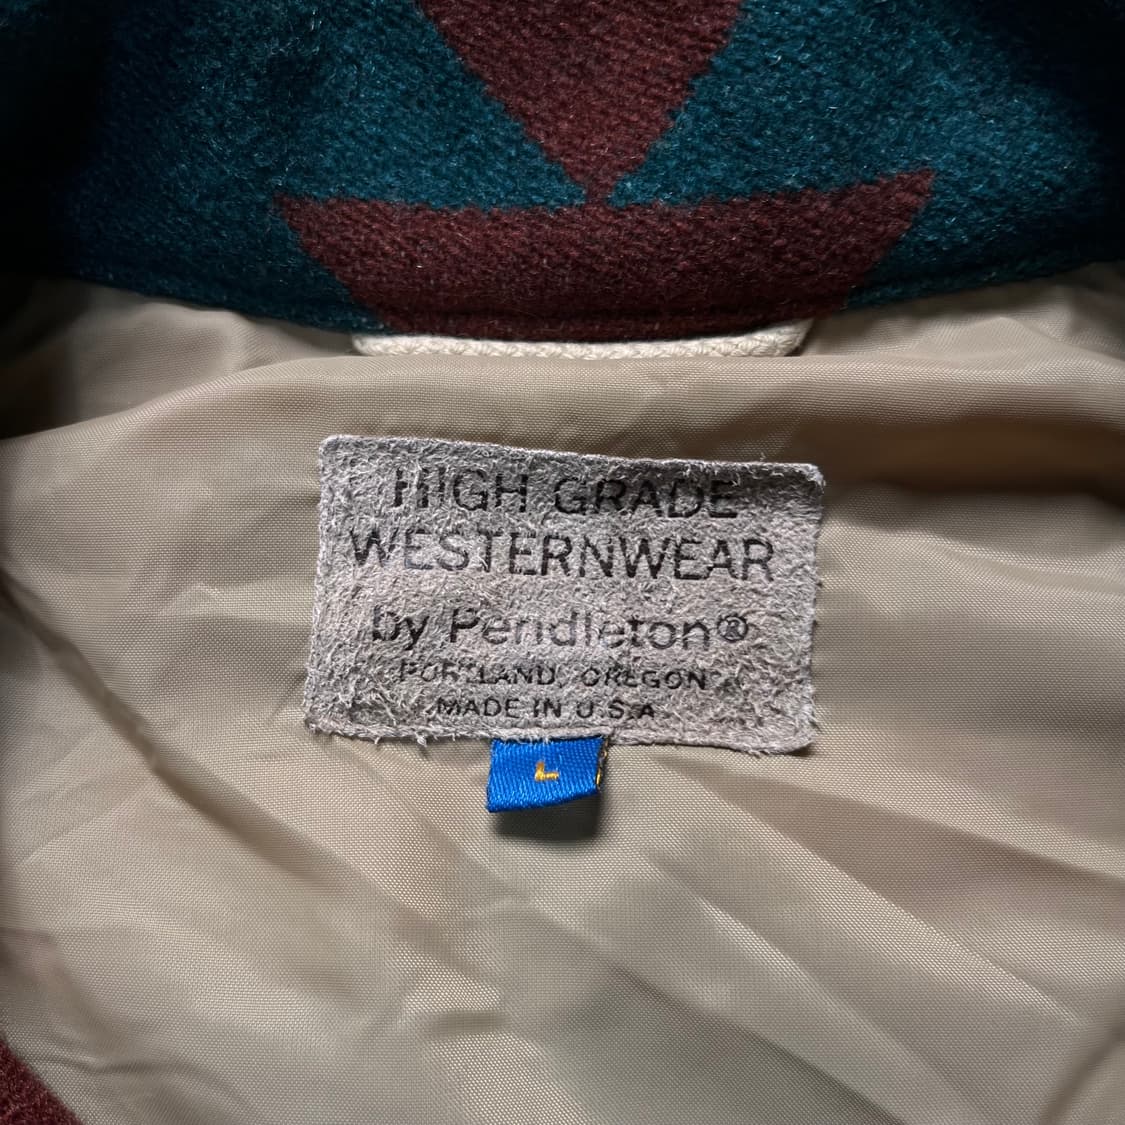 HIGH GRADE
WESTERNWEAR
by Pendleton®
PORTLAND, OREGON
MADE IN U.S.A.
L